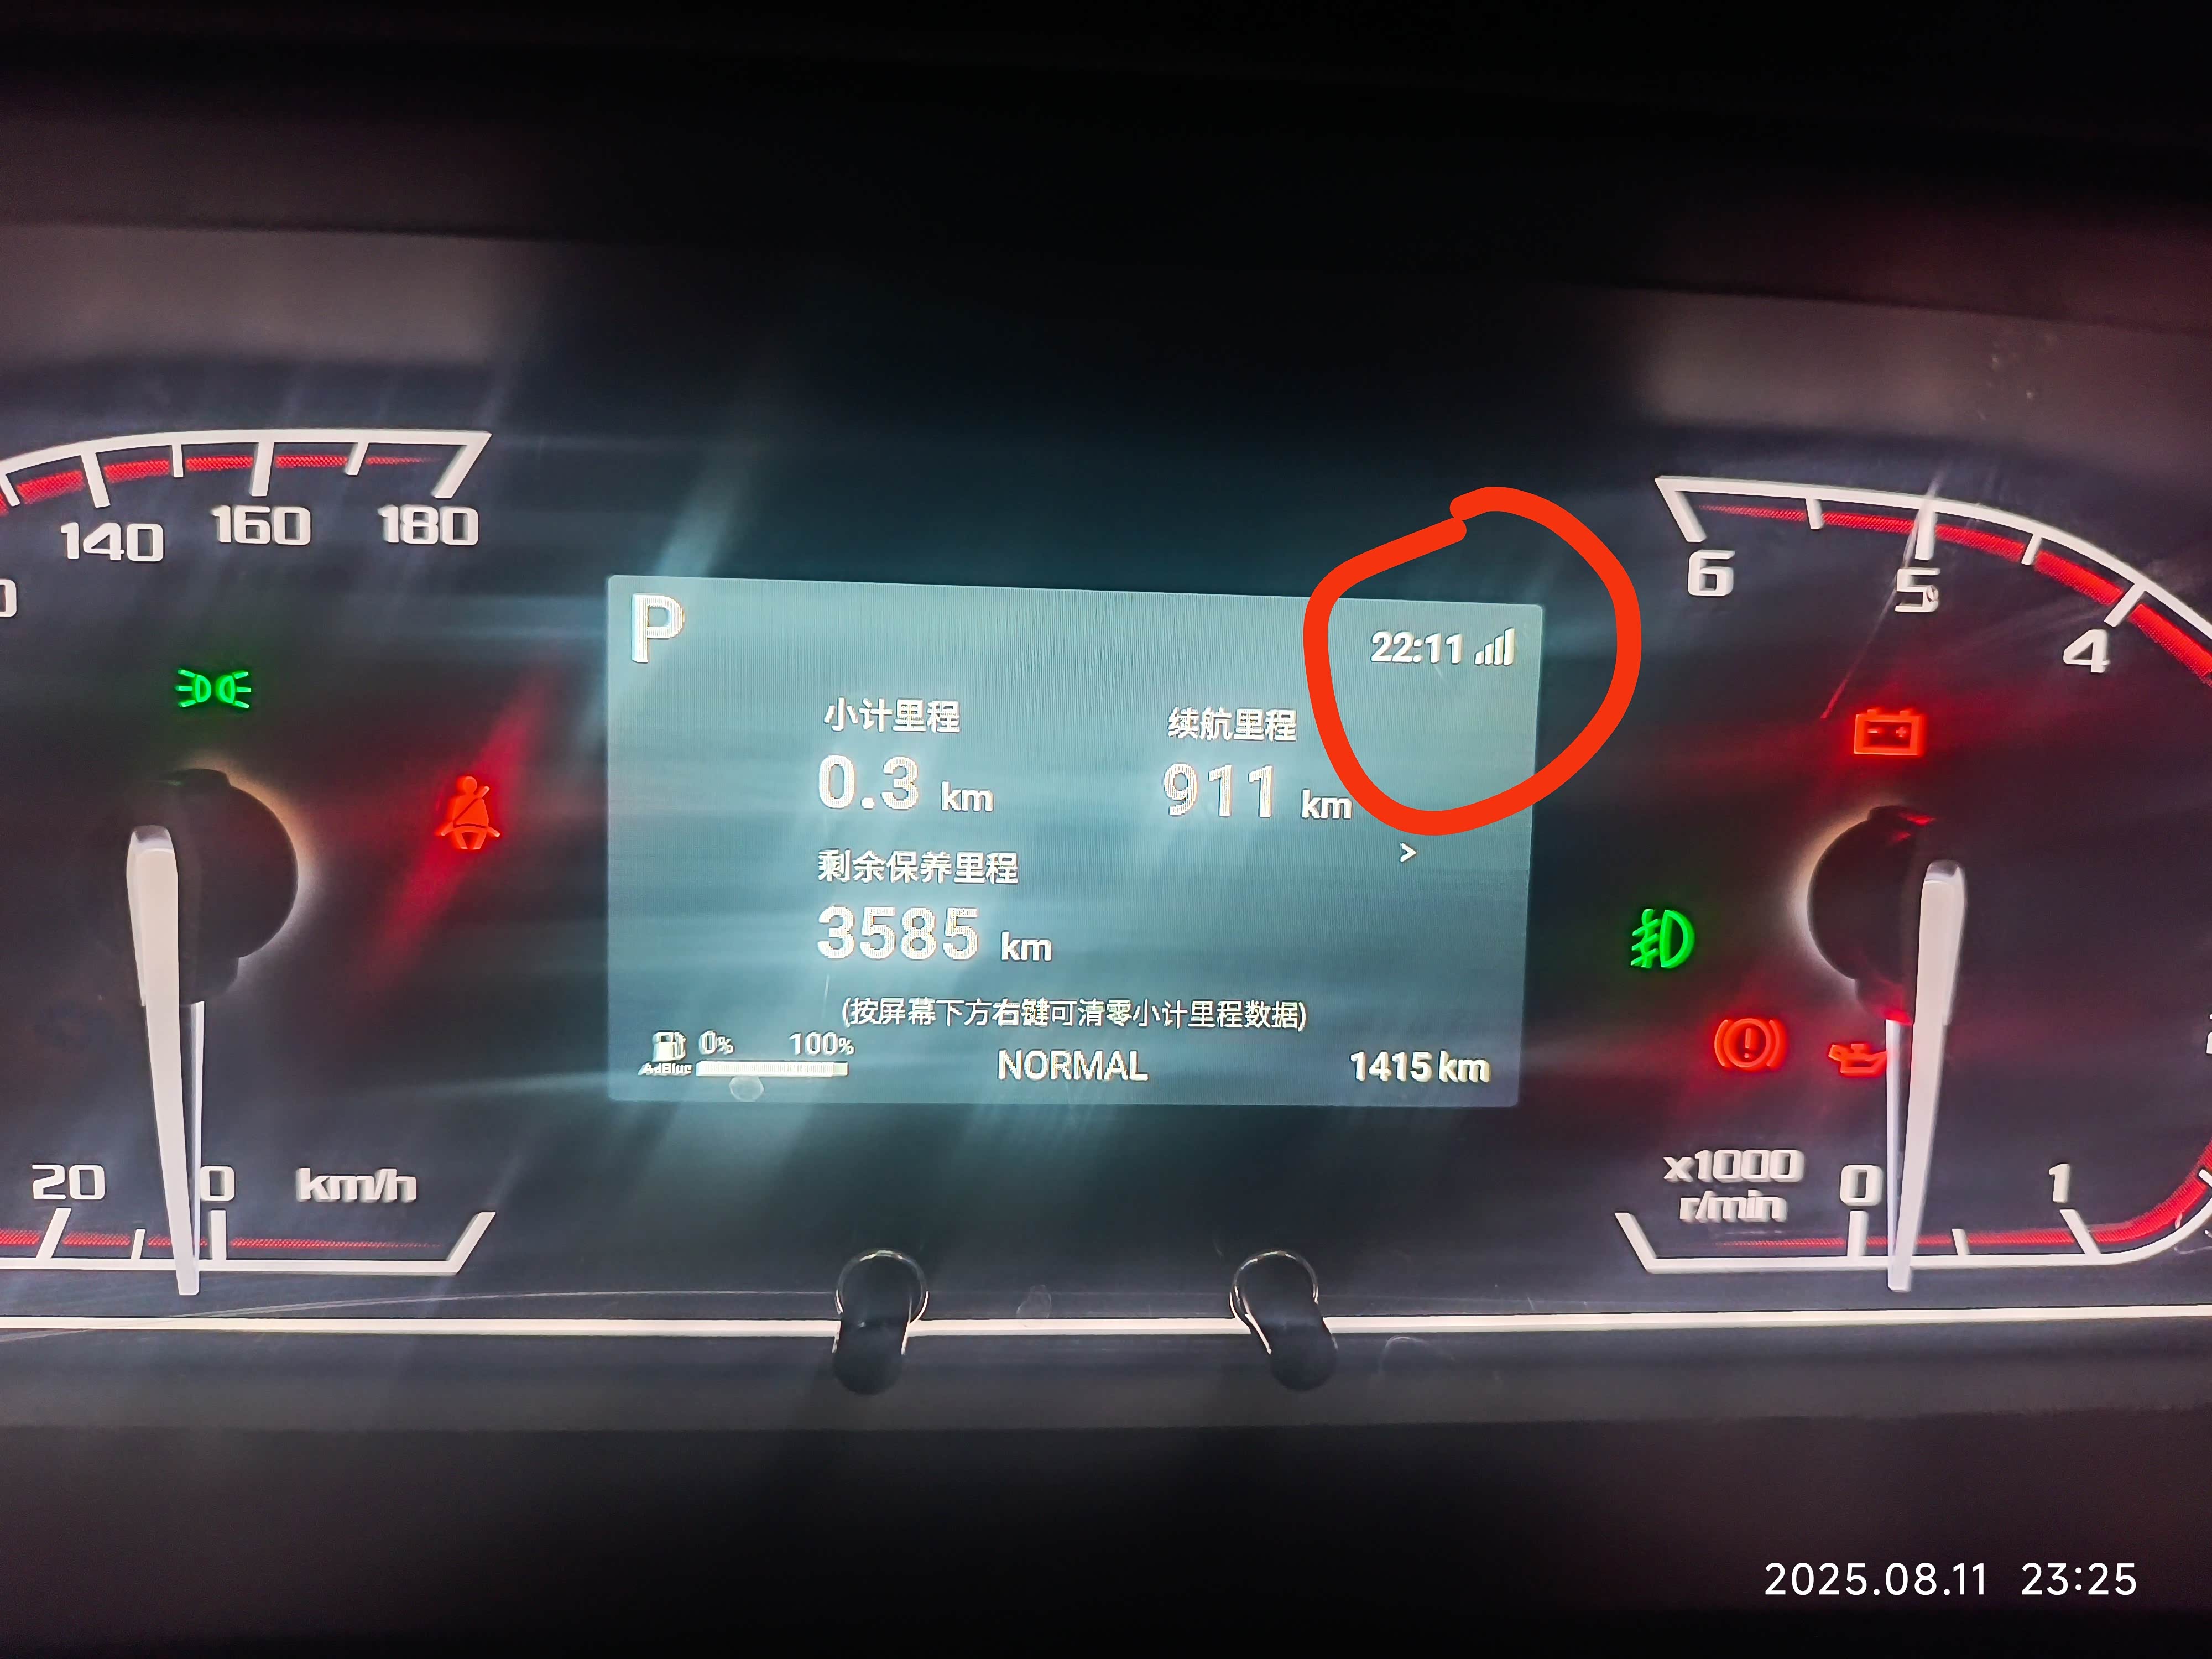 140 160 180
6 5 4
P
22:11
小计里程 续航里程
0.3 km 911 km
>
剩余保养里程
3585 km
(按屏幕下方右键可清零小计里程数据)
0% 100%
AdBlue
NORMAL
1415 km
20 0 km/h
x1000
r/min
0 1
2025.08.11 23:25